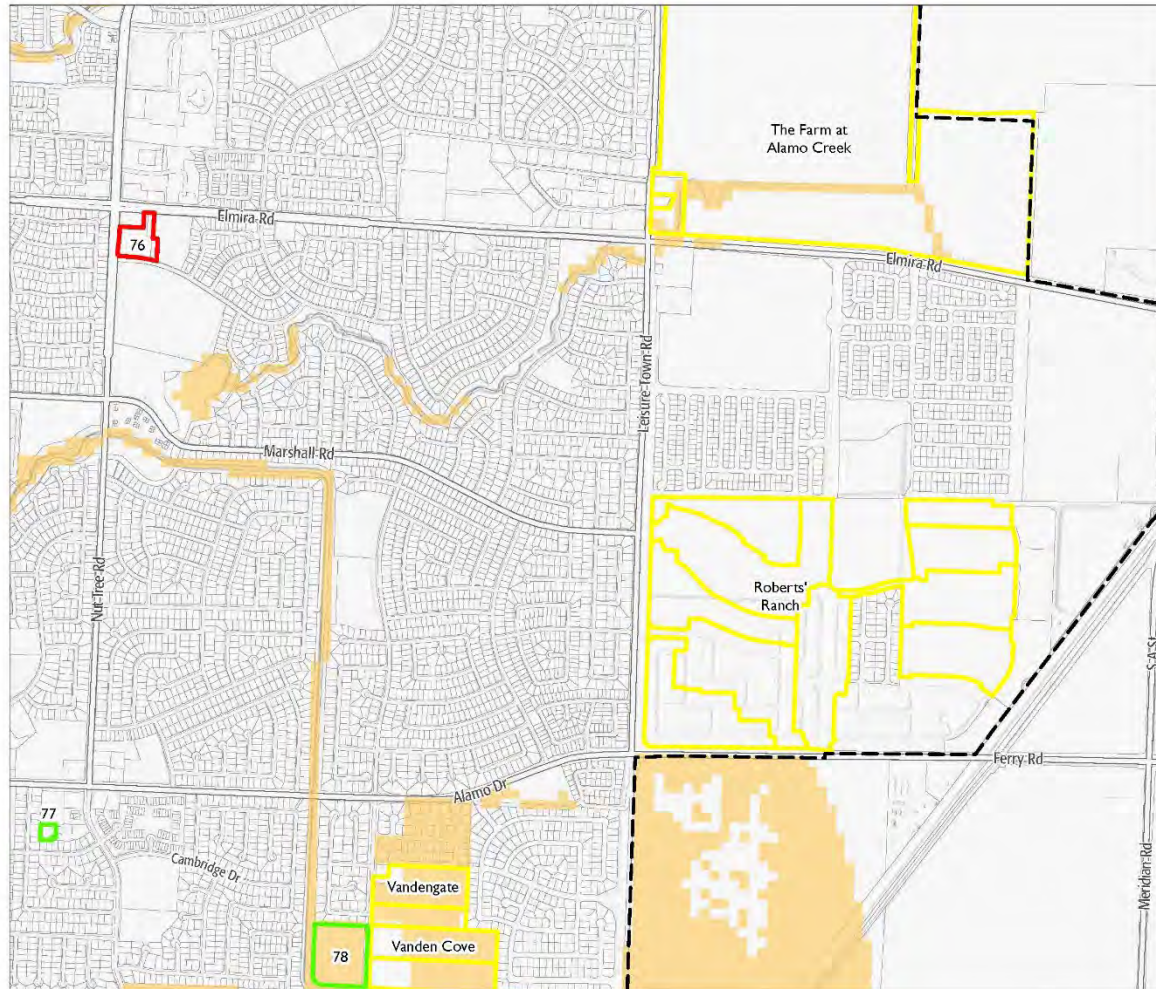 The Farm at
Alamo Creek
Elmira Rd
76
Elmira Rd
Leisure Town Rd
Marshall Rd
Nut Tree Rd
Roberts'
Ranch
S A St
Ferry Rd
Alamo Dr
77
Cambridge Dr
Meridian Rd
Vandengate
Vanden Cove
78